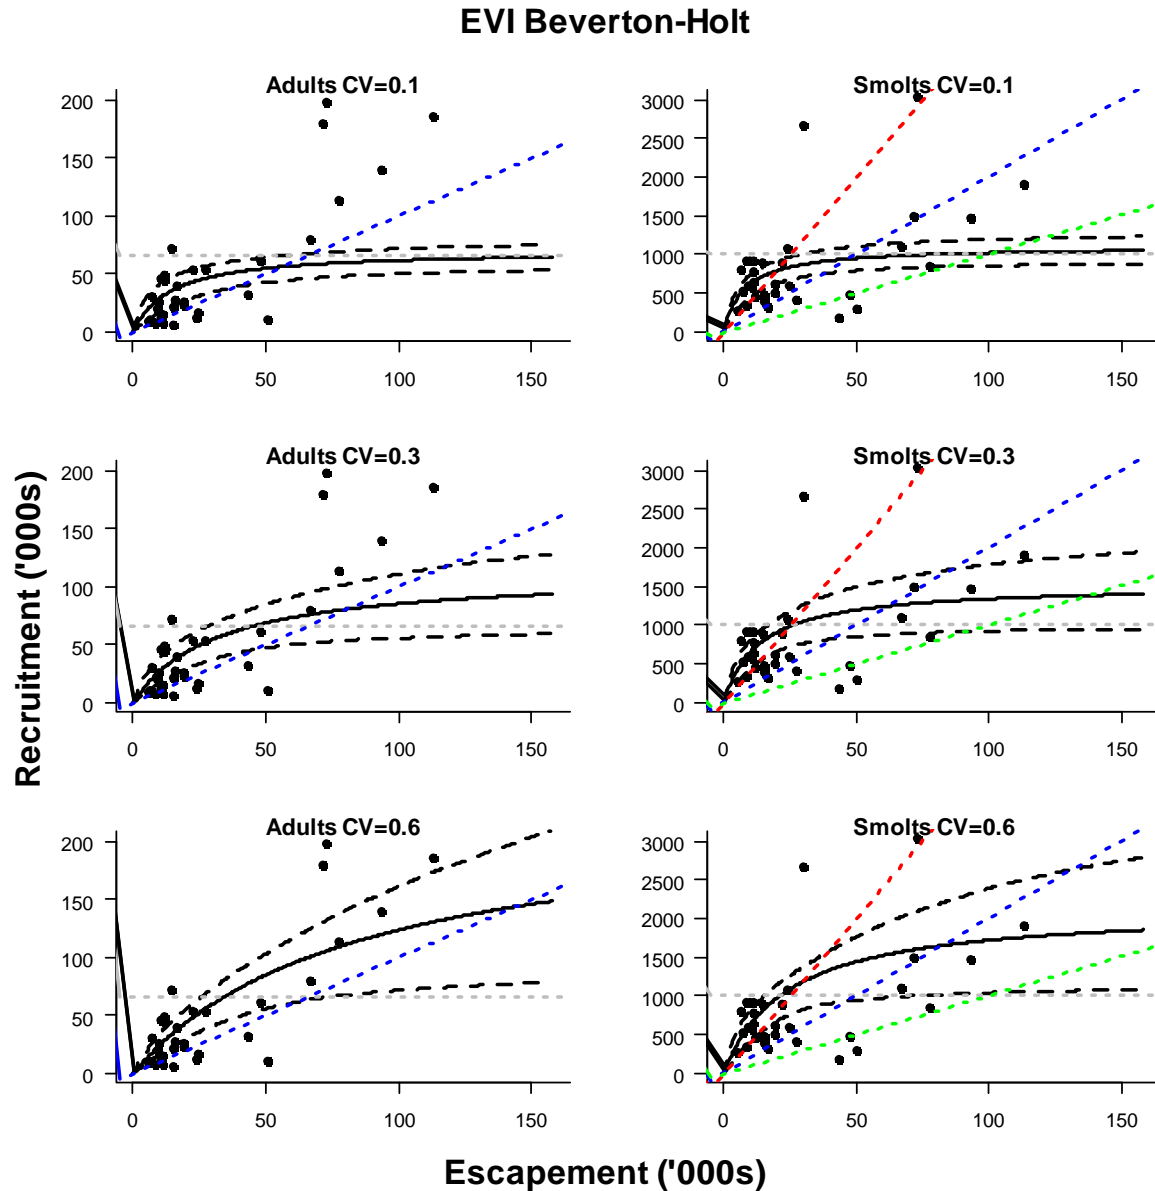 EVI Beverton-Holt
Adults CV=0.1
200
150
100
50
0
0 50 100 150
Smolts CV=0.1
3000
2500
2000
1500
1000
500
0
0 50 100 150
Recruitment ('000s)
Adults CV=0.3
200
150
100
50
0
0 50 100 150
Smolts CV=0.3
3000
2500
2000
1500
1000
500
0
0 50 100 150
Adults CV=0.6
200
150
100
50
0
0 50 100 150
Smolts CV=0.6
3000
2500
2000
1500
1000
500
0
0 50 100 150
Escapement ('000s)